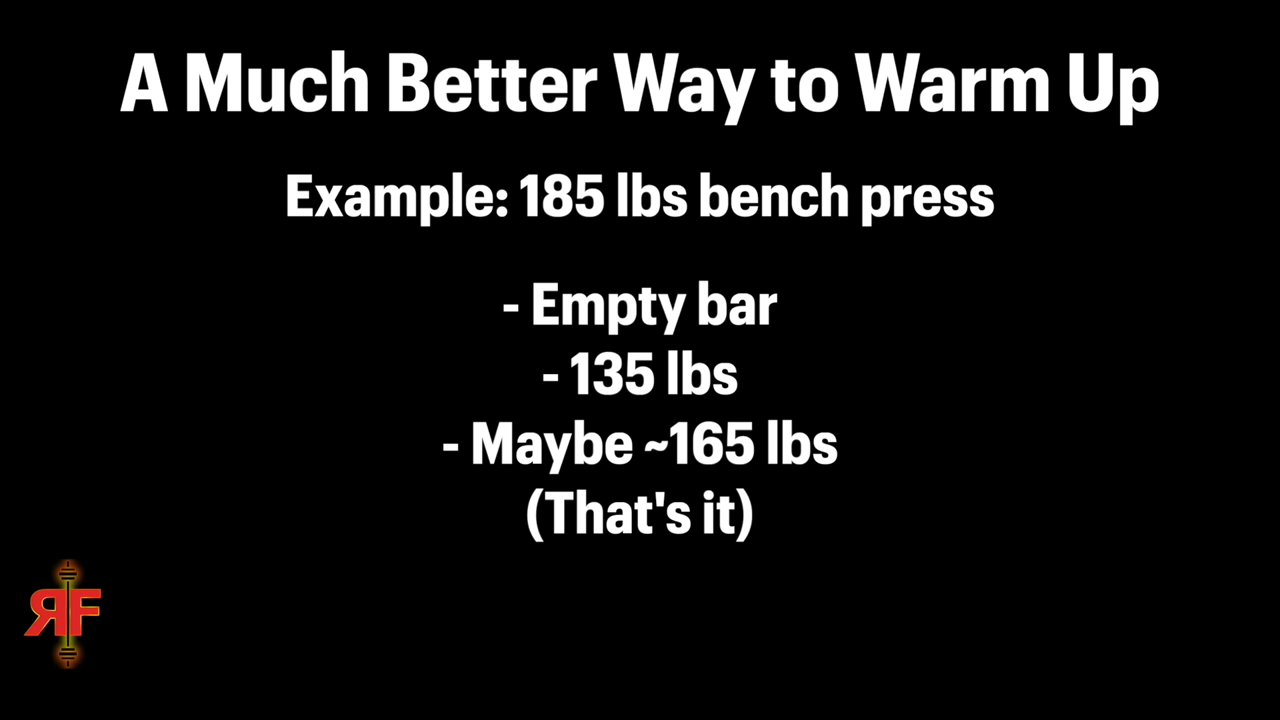 A Much Better Way to Warm Up
Example: 185 lbs bench press
- Empty bar
- 135 lbs
- Maybe ~165 lbs
(That's it)
RF